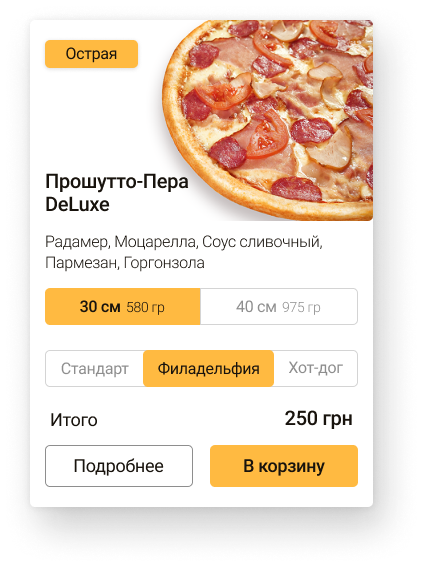 Острая
Прошутто-Пера
DeLuxe
Радамер, Моцарелла, Соус сливочный,
Пармезан, Горгонзола
30 см 580 гр 40 см 975 гр
Стандарт Филадельфия Хот-дог
Итого 250 грн
Подробнее В корзину